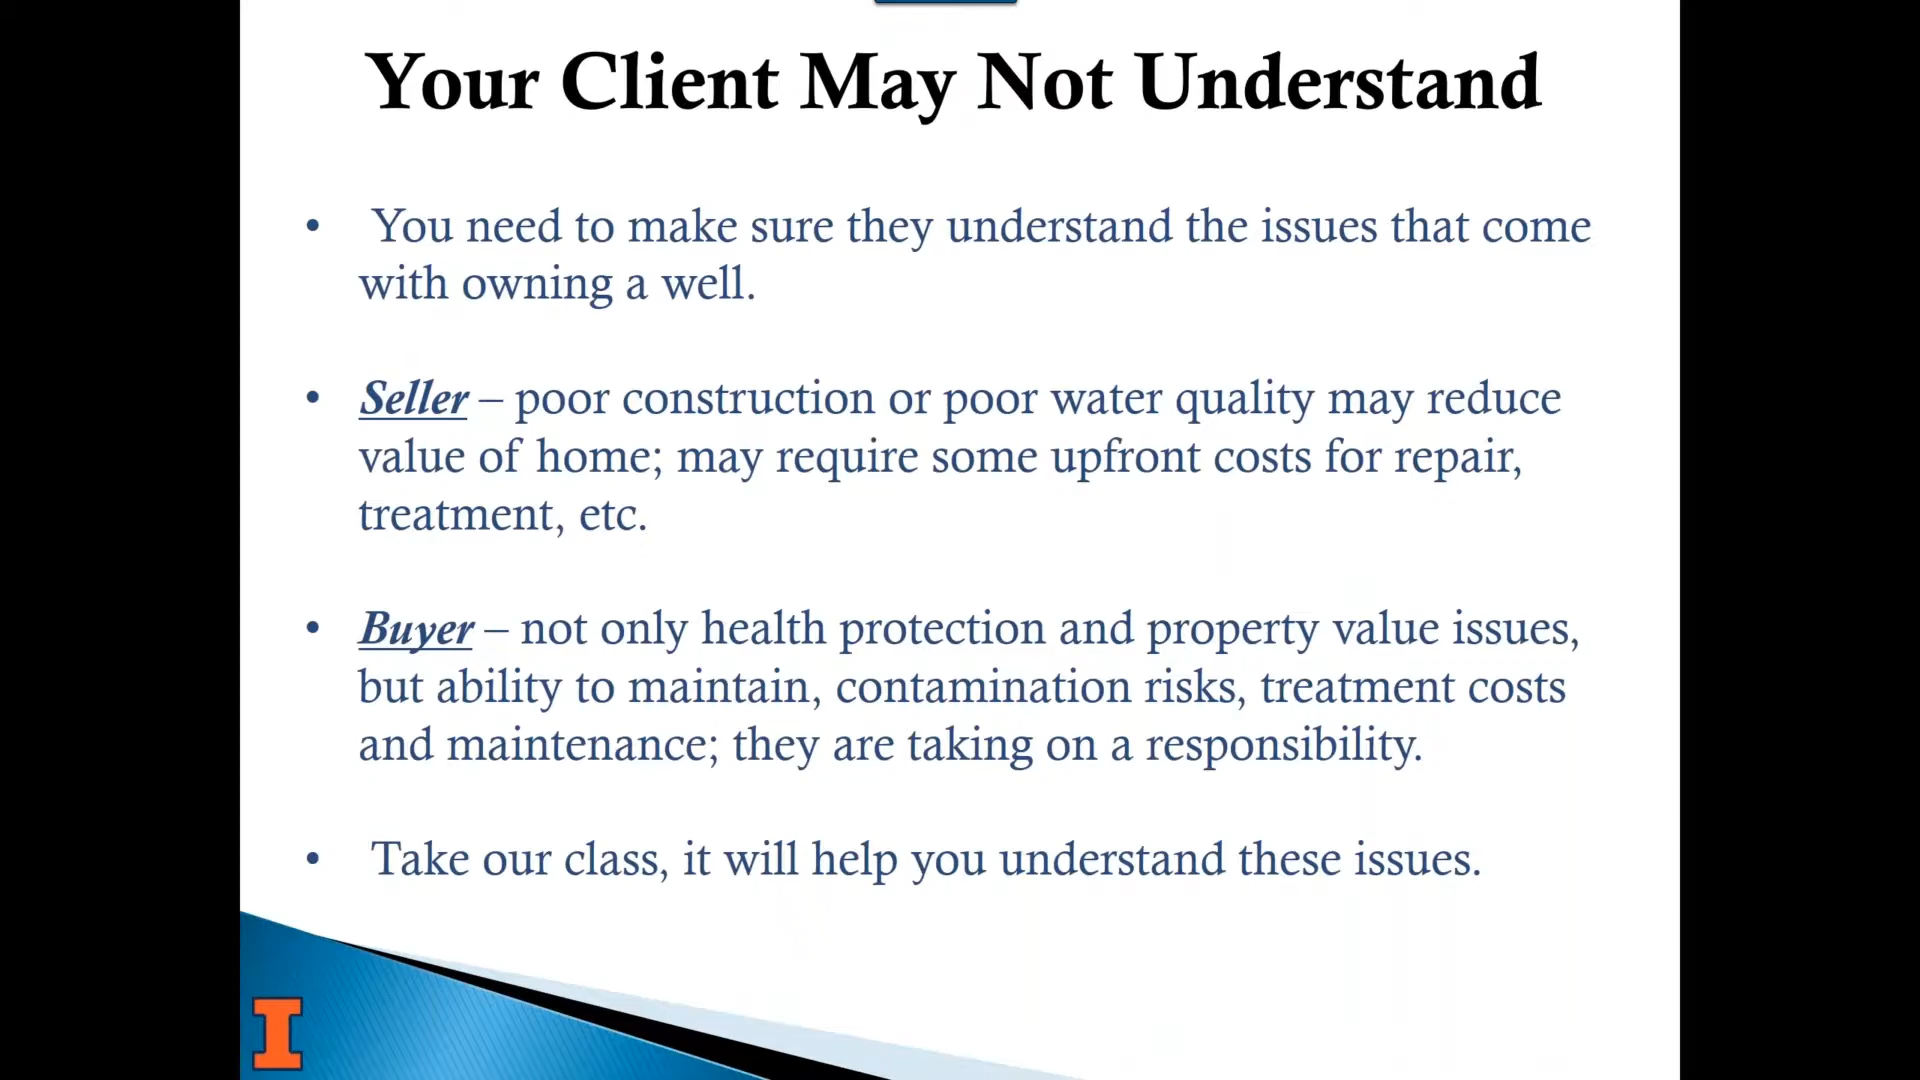 Your Client May Not Understand
• You need to make sure they understand the issues that come
with owning a well.
• Seller – poor construction or poor water quality may reduce
value of home; may require some upfront costs for repair,
treatment, etc.
• Buyer – not only health protection and property value issues,
but ability to maintain, contamination risks, treatment costs
and maintenance; they are taking on a responsibility.
• Take our class, it will help you understand these issues.
I